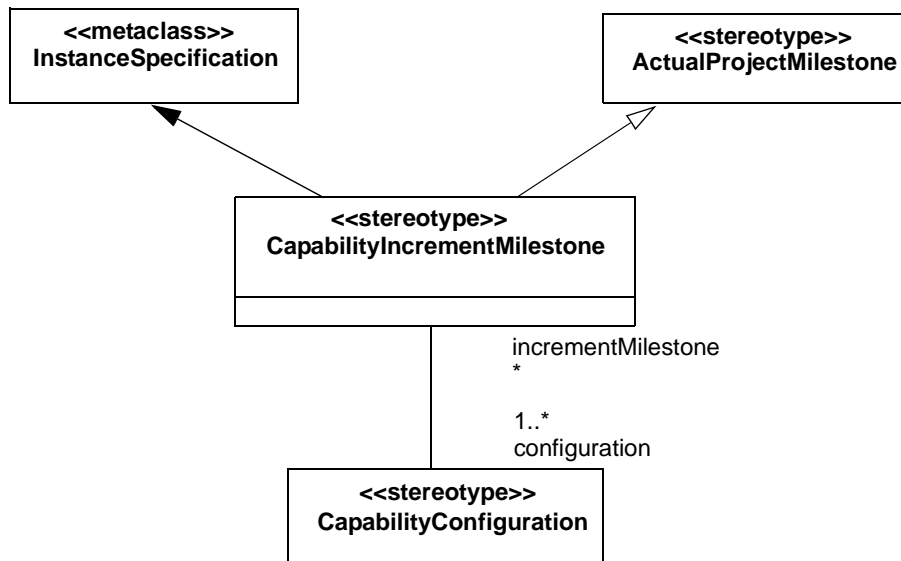 <<metaclass>>
InstanceSpecification
<<stereotype>>
ActualProjectMilestone
<<stereotype>>
CapabilityIncrementMilestone
incrementMilestone
*
1..*
configuration
<<stereotype>>
CapabilityConfiguration